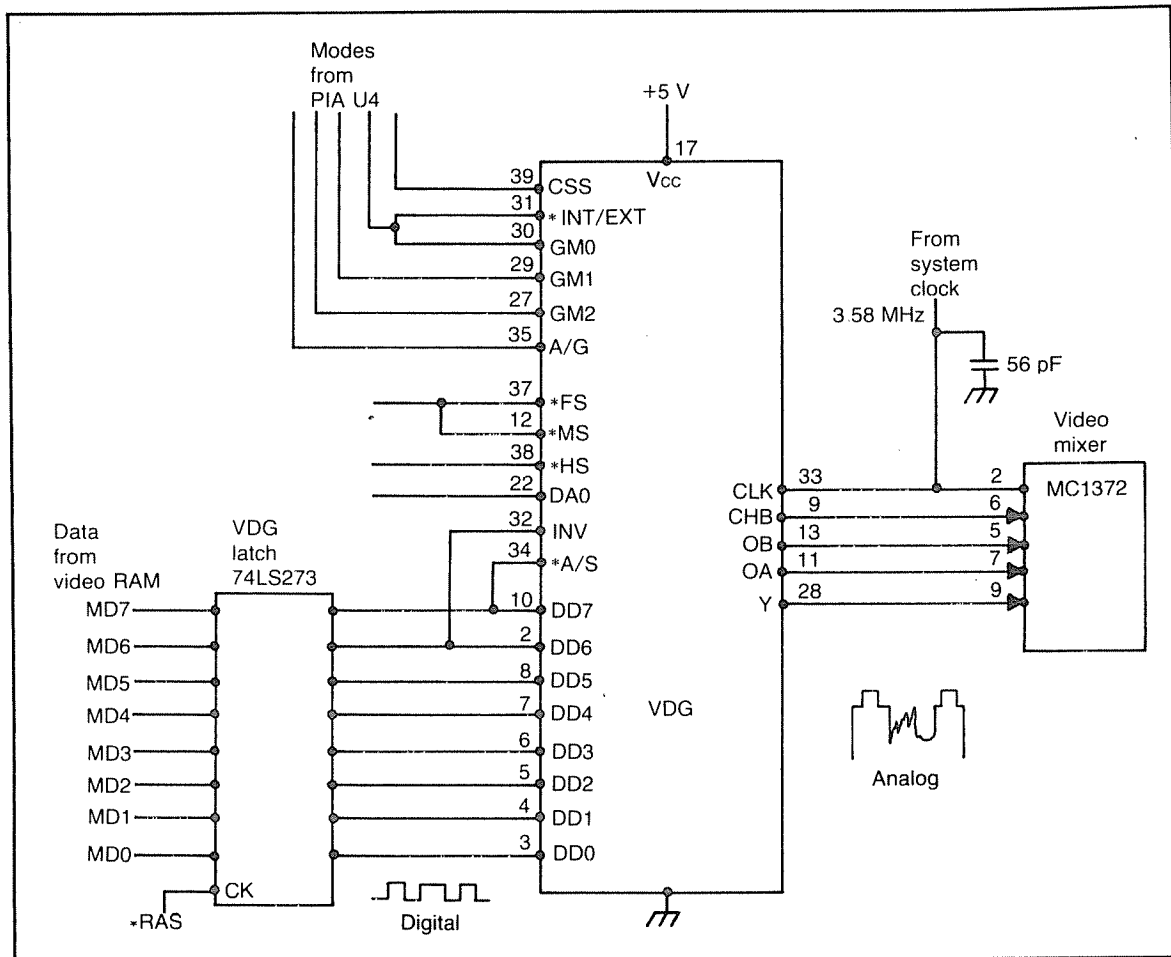 Modes
from
PIA U4
+5 V
17
Vcc
39 CSS
31 *INT/EXT
30 GM0
29 GM1
27 GM2
35 A/G
37 *FS
12 *MS
38 *HS
22 DA0
32 INV
34 *A/S
10 DD7
2 DD6
8 DD5
7 DD4
6 DD3
5 DD2
4 DD1
3 DD0
VDG
From
system
clock
3.58 MHz
56 pF
Video
mixer
MC1372
CLK 33 2
CHB 9 6
OB 13 5
OA 11 7
Y 28 9
Analog
Data
from
video RAM
VDG
latch
74LS273
MD7
MD6
MD5
MD4
MD3
MD2
MD1
MD0
CK
*RAS
Digital